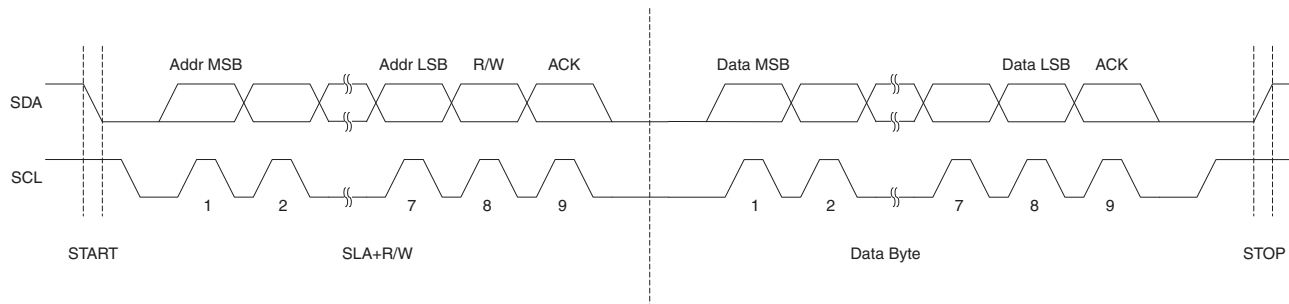 Addr MSB Addr LSB R/W ACK Data MSB Data LSB ACK
SDA
SCL
1 2 7 8 9 1 2 7 8 9
START SLA+R/W Data Byte STOP